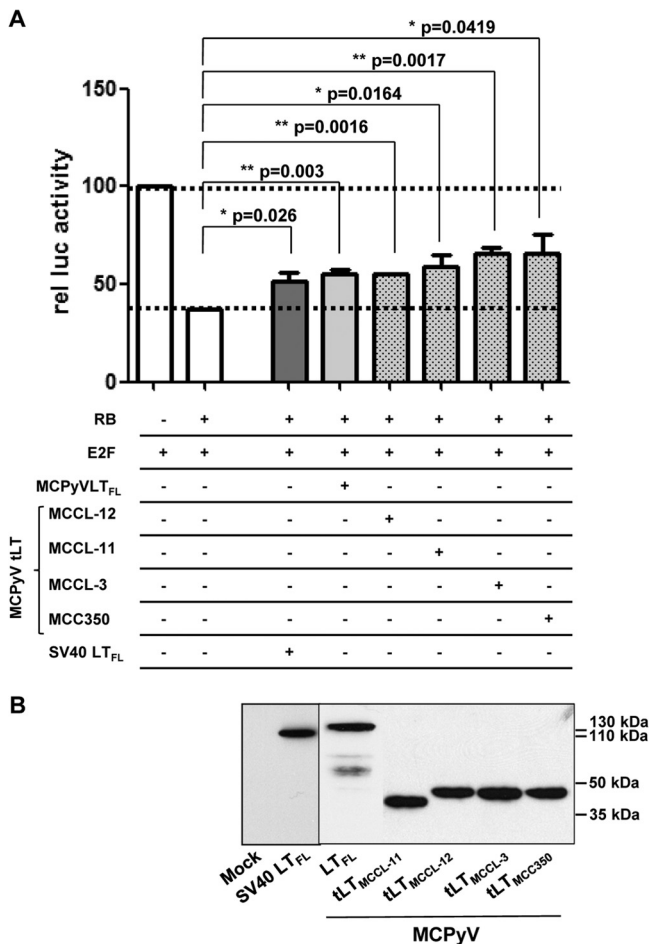 A
* p=0.0419
** p=0.0017
* p=0.0164
** p=0.0016
** p=0.003
* p=0.026
rel luc activity
150
100
50
0
RB - + + + + + + +
E2F + + + + + + + +
MCPyVLTFL - - - + - - - -
MCPyV tLT
MCCL-12 - - - - + - - -
MCCL-11 - - - - - + - -
MCCL-3 - - - - - - + -
MCC350 - - - - - - - +
SV40 LTFL - - + - - - - -
B
130 kDa
110 kDa
50 kDa
35 kDa
Mock
SV40 LTFL
LTFL
tLTMCCL-11
tLTMCCL-12
tLTMCCL-3
tLTMCC350
MCPyV